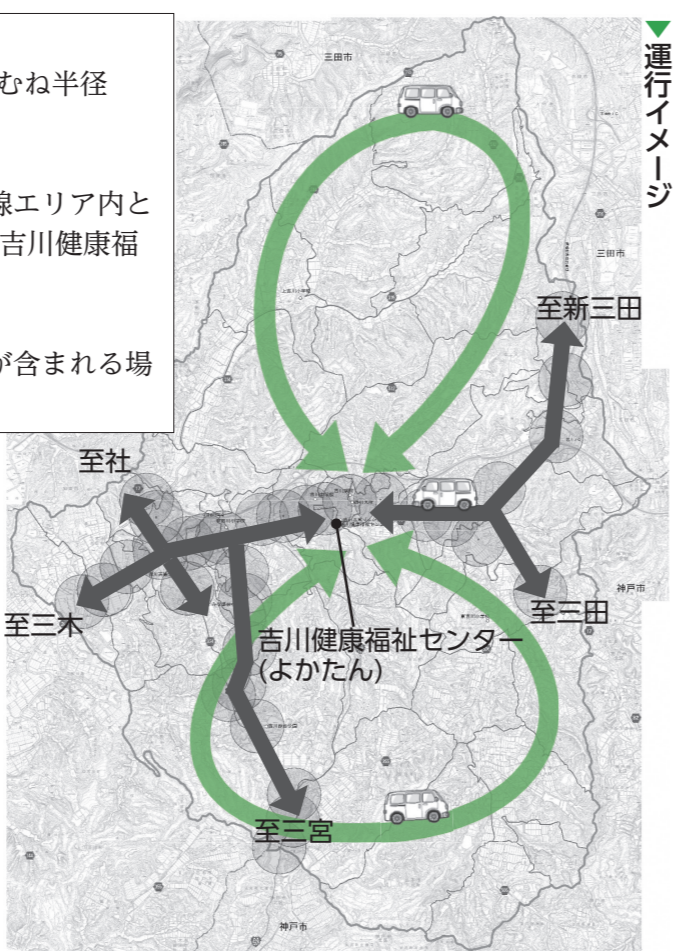 むね半径
線エリア内と
吉川健康福
が含まれる場
▼運行イメージ
三田市
三田市
至新三田
至社
至三木
吉川健康福祉センター
(よかたん)
至三田
神戸市
至三宮
神戸市